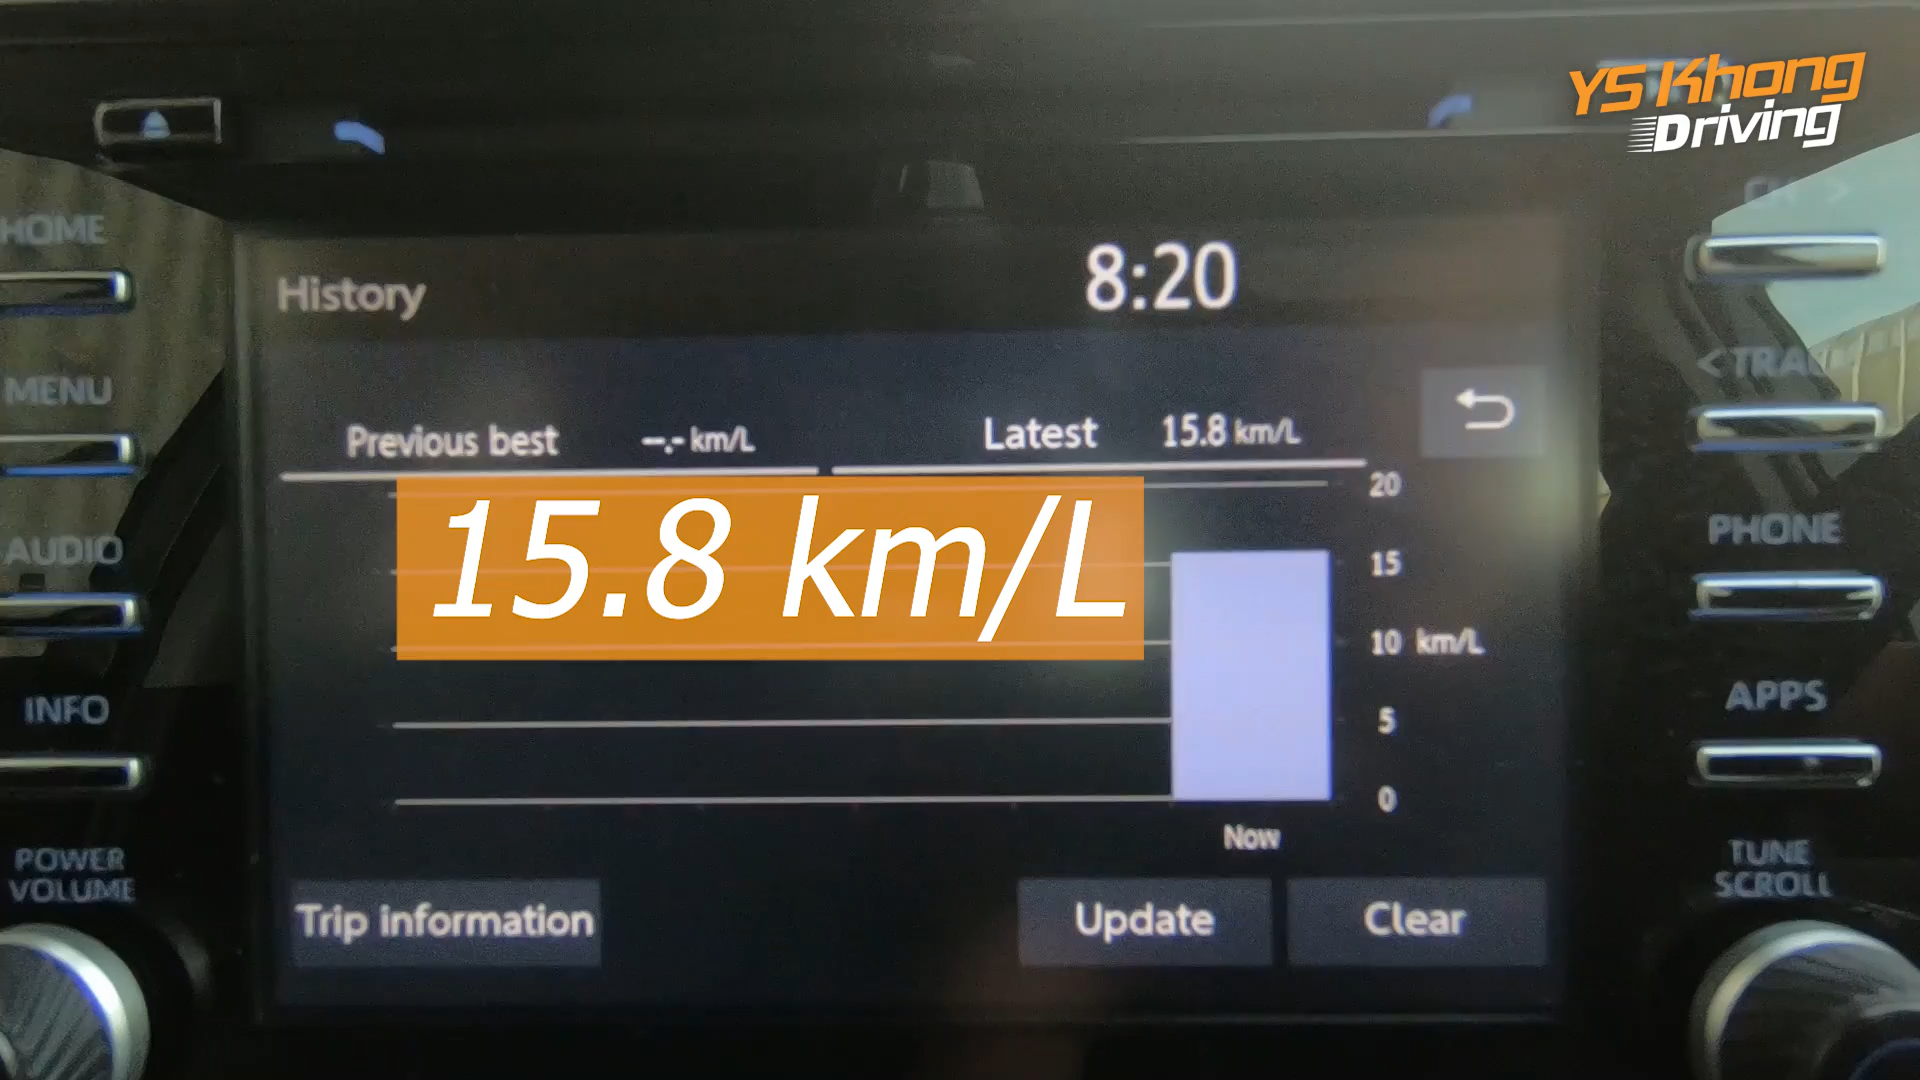 YS Khong
Driving
HOME
History
8:20
MENU
< TRAC
Previous best --.- km/L
Latest 15.8 km/L
20
15.8 km/L
15
AUDIO
PHONE
10 km/L
INFO
APPS
5
0
Now
POWER
VOLUME
TUNE
SCROLL
Trip information
Update
Clear